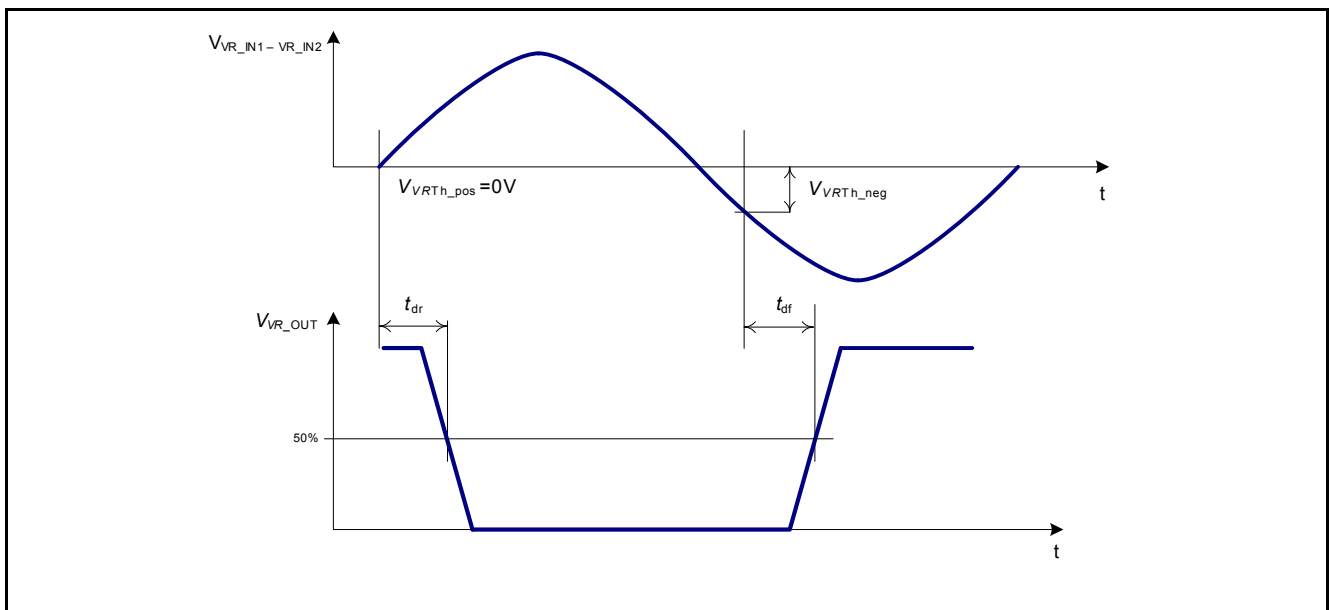 VVR_IN1 – VR_IN2
VVRTh_pos =0V
VVRTh_neg
t
tdr
tdf
VVR_OUT
50%
t